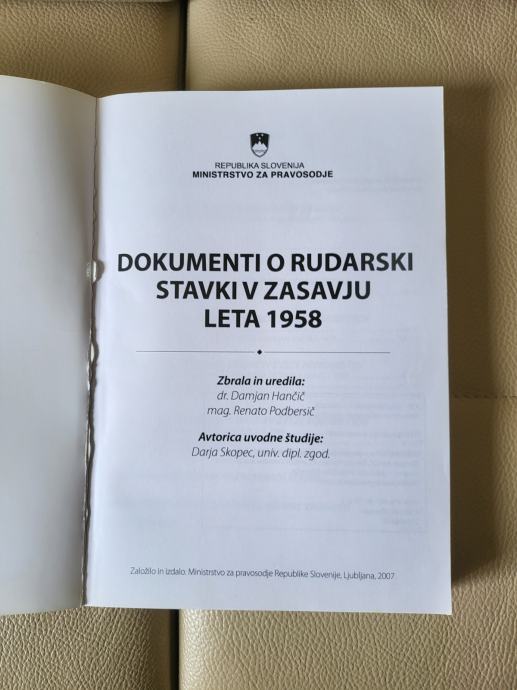 REPUBLIKA SLOVENIJA
MINISTRSTVO ZA PRAVOSODJE
DOKUMENTI O RUDARSKI
STAVKI V ZASAVJU
LETA 1958
Zbrala in uredila:
dr. Damjan Hančič
mag. Renato Podbersič
Avtorica uvodne študije:
Darja Skopec, univ. dipl. zgod.
Založilo in izdalo: Ministrstvo za pravosodje Republike Slovenije, Ljubljana, 2007